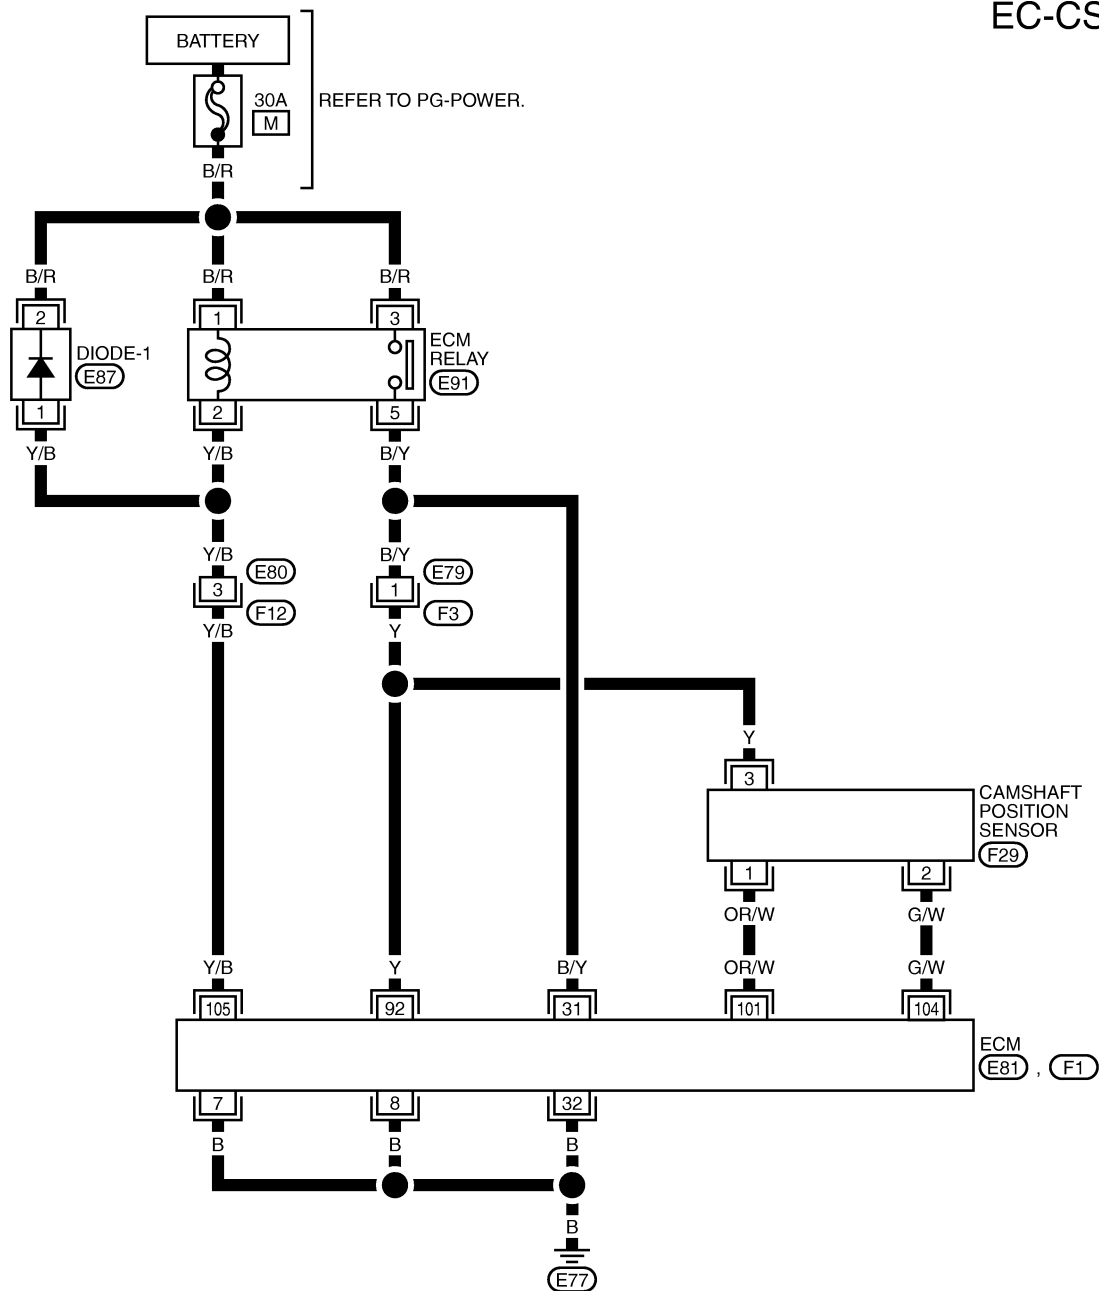 EC-CS
BATTERY
30A
M
REFER TO PG-POWER.
B/R
B/R
B/R
B/R
2
1
3
DIODE-1
E87
ECM
RELAY
E91
1
2
5
Y/B
Y/B
B/Y
Y/B
B/Y
E80
E79
3
1
F12
F3
Y/B
Y
Y
3
CAMSHAFT
POSITION
SENSOR
F29
1
2
OR/W
G/W
Y/B
Y
B/Y
OR/W
G/W
105
92
31
101
104
ECM
E81 , F1
7
8
32
B
B
B
B
E77